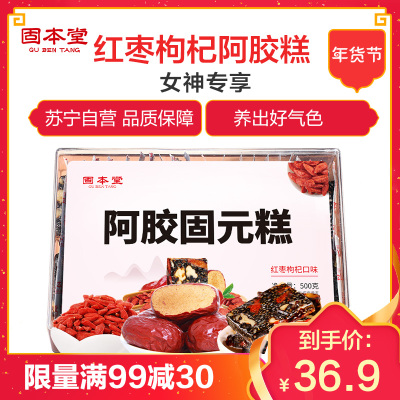 固本堂
GU BEN TANG
红枣枸杞阿胶糕
年货节
女神专享
苏宁自营 品质保障
养出好气色
固本堂
GU BEN TANG
阿胶固元糕
红枣枸杞口味
500克
限量满99减30
到手价:
¥36.9